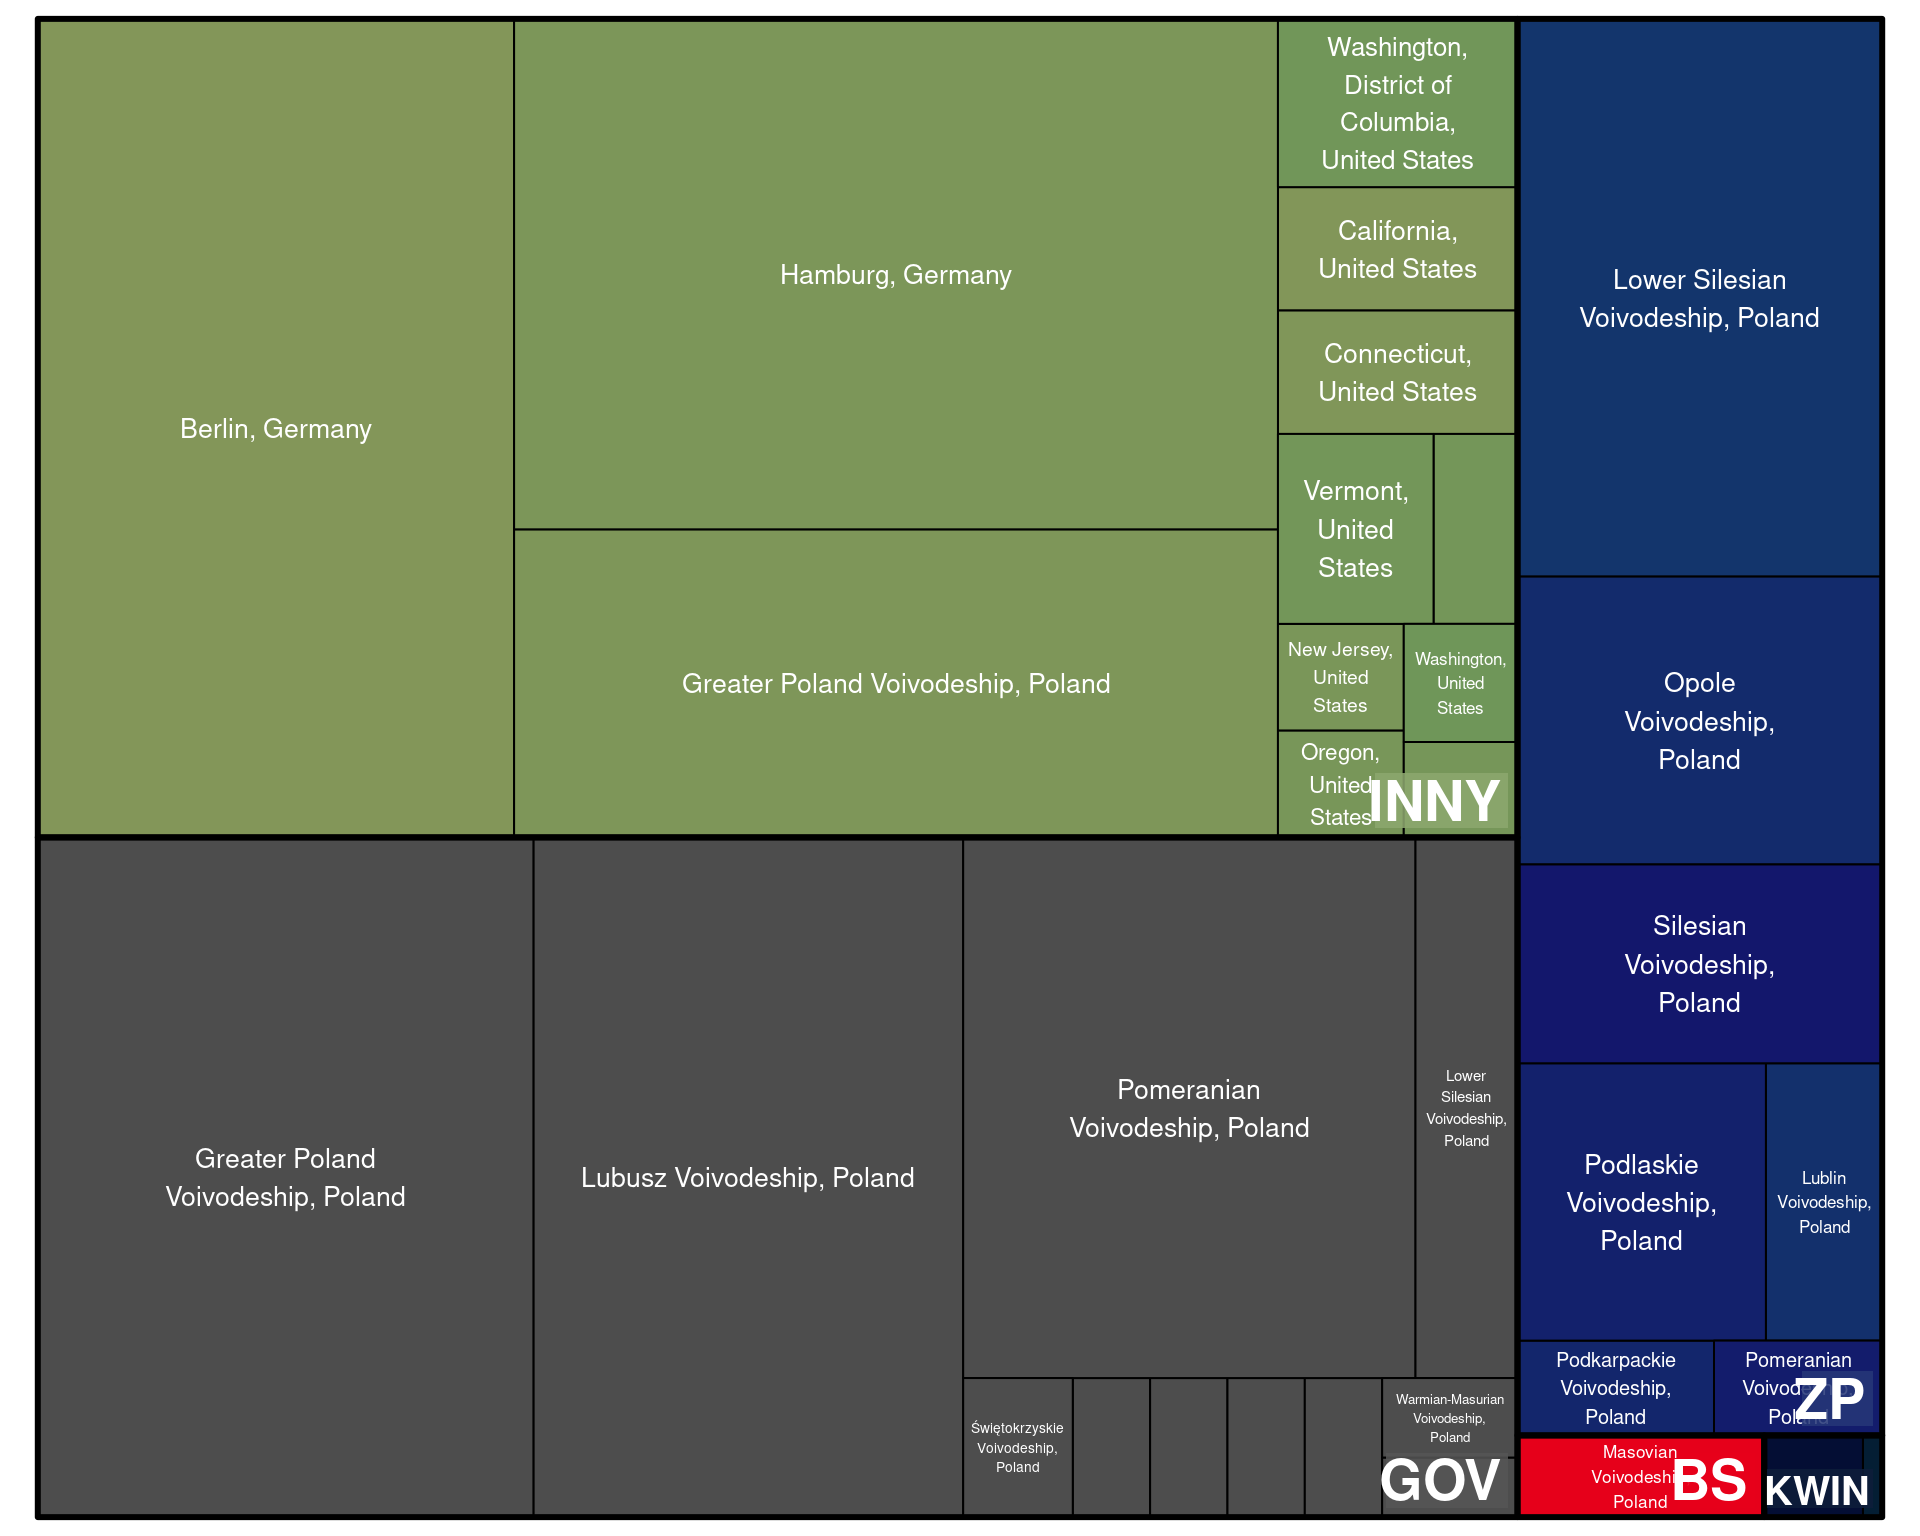 Berlin, Germany
Hamburg, Germany
Greater Poland Voivodeship, Poland
Washington,
District of
Columbia,
United States
California,
United States
Connecticut,
United States
Vermont,
United
States
New Jersey,
United
States
Washington,
United
States
Oregon,
United
States
INNY
Greater Poland
Voivodeship, Poland
Lubusz Voivodeship, Poland
Pomeranian
Voivodeship, Poland
Lower
Silesian
Voivodeship,
Poland
Świętokrzyskie
Voivodeship,
Poland
Warmian-Masurian
Voivodeship,
Poland
GOV
Lower Silesian
Voivodeship, Poland
Opole
Voivodeship,
Poland
Silesian
Voivodeship,
Poland
Podlaskie
Voivodeship,
Poland
Lublin
Voivodeship,
Poland
Podkarpackie
Voivodeship,
Poland
Pomeranian
Voivodeship,
Poland
ZP
Masovian
Voivodeship,
Poland
BS
KWIN